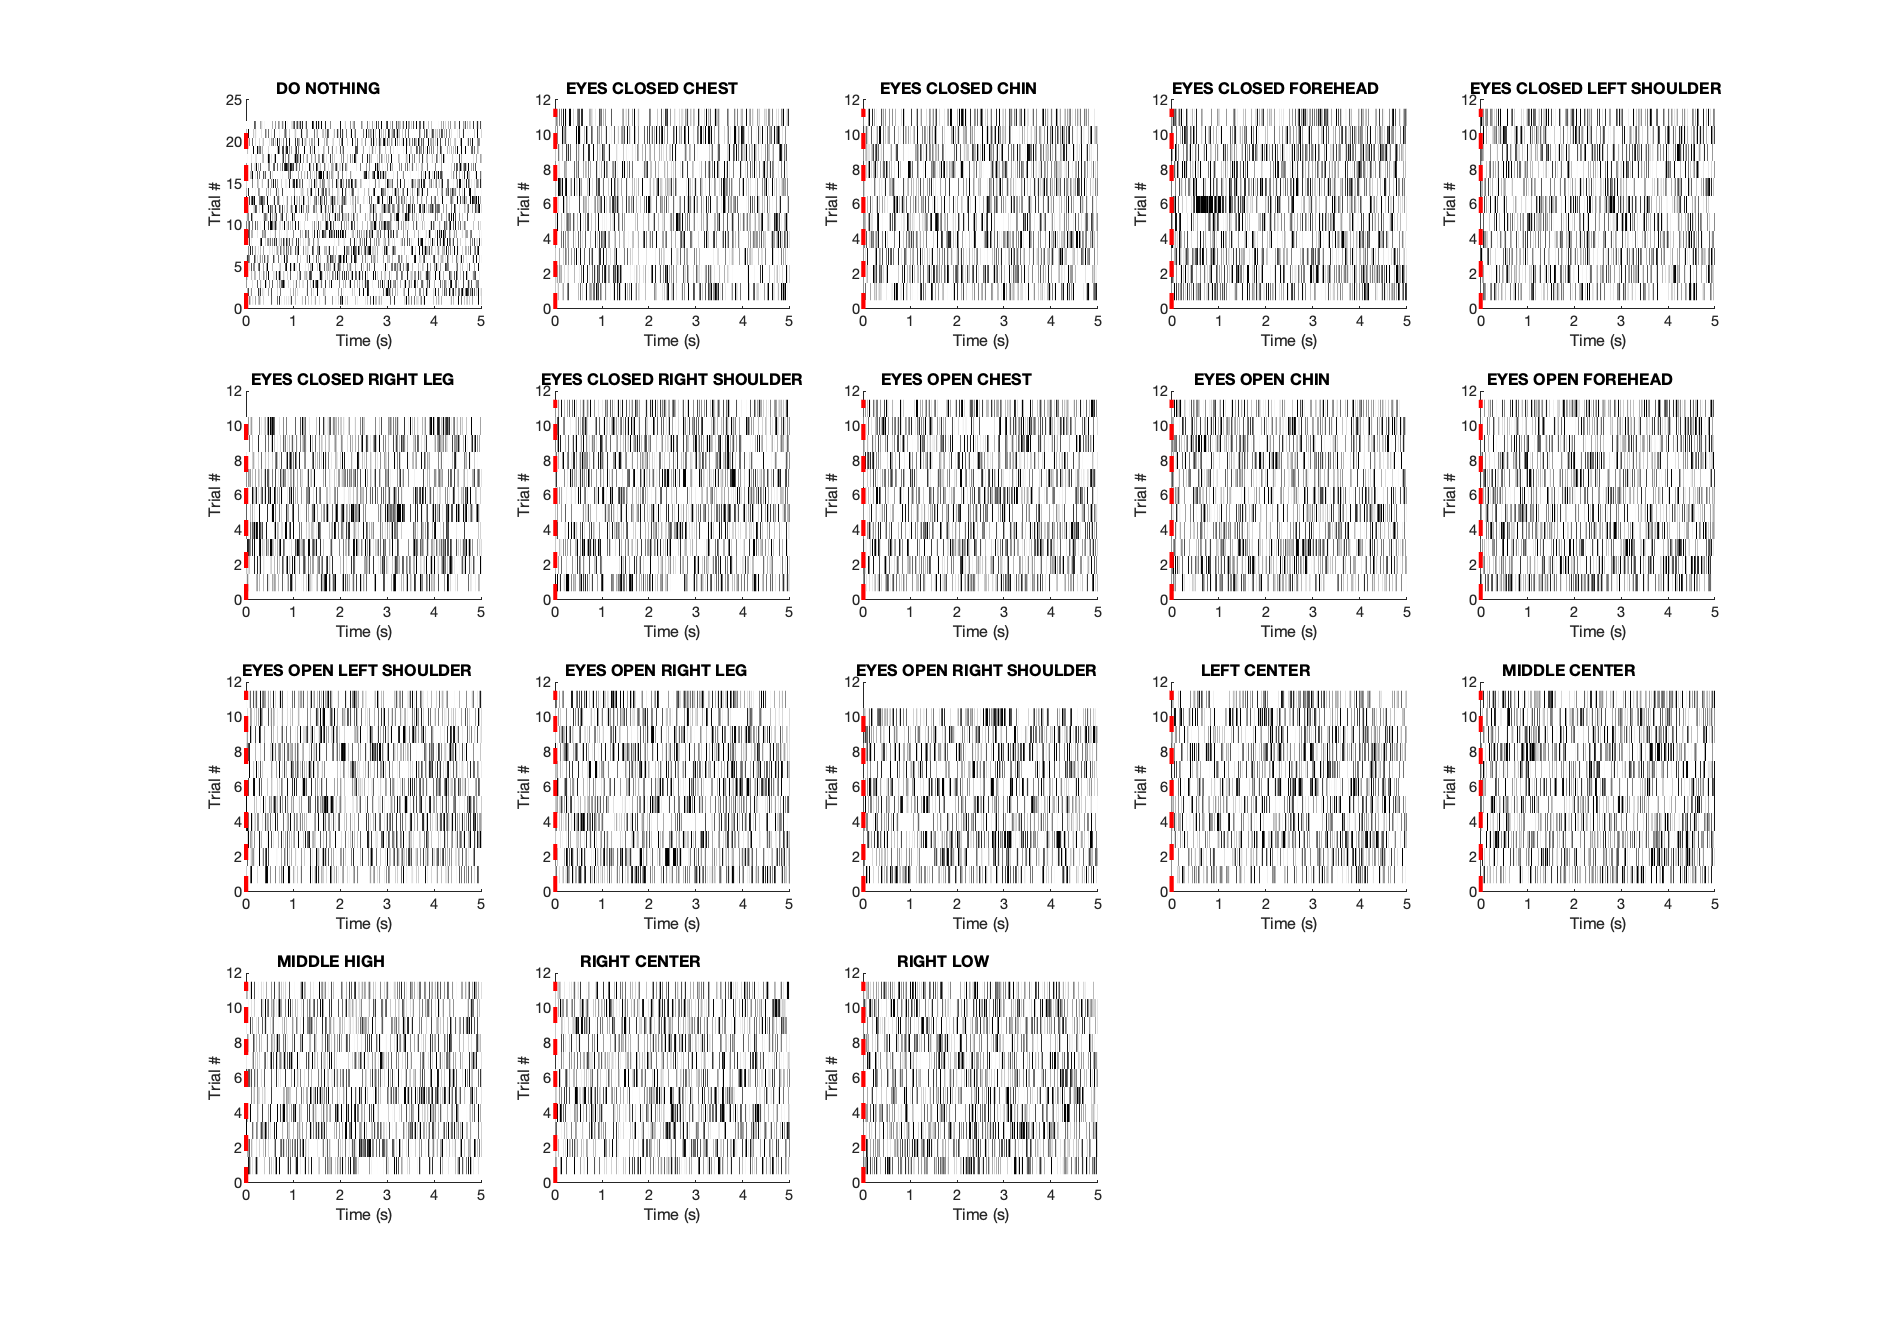 DO NOTHING
25
20
15
10
5
0
Trial #
0 1 2 3 4 5
Time (s)
EYES CLOSED CHEST
12
10
8
6
4
2
0
Trial #
0 1 2 3 4 5
Time (s)
EYES CLOSED CHIN
12
10
8
6
4
2
0
Trial #
0 1 2 3 4 5
Time (s)
EYES CLOSED FOREHEAD
12
10
8
6
4
2
0
Trial #
0 1 2 3 4 5
Time (s)
EYES CLOSED LEFT SHOULDER
12
10
8
6
4
2
0
Trial #
0 1 2 3 4 5
Time (s)
EYES CLOSED RIGHT LEG
12
10
8
6
4
2
0
Trial #
0 1 2 3 4 5
Time (s)
EYES CLOSED RIGHT SHOULDER
12
10
8
6
4
2
0
Trial #
0 1 2 3 4 5
Time (s)
EYES OPEN CHEST
12
10
8
6
4
2
0
Trial #
0 1 2 3 4 5
Time (s)
EYES OPEN CHIN
12
10
8
6
4
2
0
Trial #
0 1 2 3 4 5
Time (s)
EYES OPEN FOREHEAD
12
10
8
6
4
2
0
Trial #
0 1 2 3 4 5
Time (s)
EYES OPEN LEFT SHOULDER
12
10
8
6
4
2
0
Trial #
0 1 2 3 4 5
Time (s)
EYES OPEN RIGHT LEG
12
10
8
6
4
2
0
Trial #
0 1 2 3 4 5
Time (s)
EYES OPEN RIGHT SHOULDER
12
10
8
6
4
2
0
Trial #
0 1 2 3 4 5
Time (s)
LEFT CENTER
12
10
8
6
4
2
0
Trial #
0 1 2 3 4 5
Time (s)
MIDDLE CENTER
12
10
8
6
4
2
0
Trial #
0 1 2 3 4 5
Time (s)
MIDDLE HIGH
12
10
8
6
4
2
0
Trial #
0 1 2 3 4 5
Time (s)
RIGHT CENTER
12
10
8
6
4
2
0
Trial #
0 1 2 3 4 5
Time (s)
RIGHT LOW
12
10
8
6
4
2
0
Trial #
0 1 2 3 4 5
Time (s)